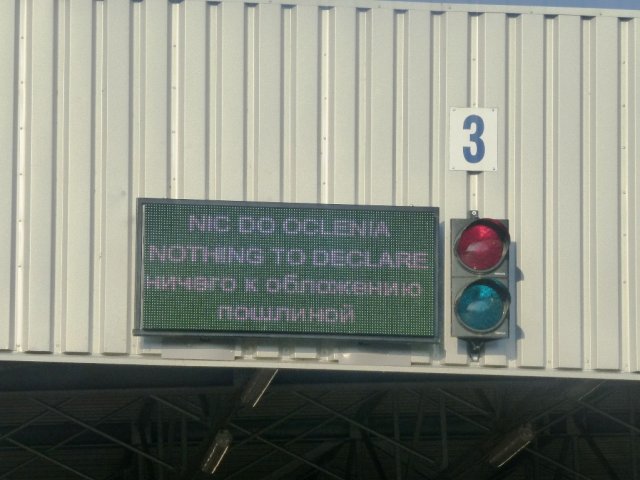 3
NIC DO OCLENIA
NOTHING TO DECLARE
ничего к обложению
пошлиной